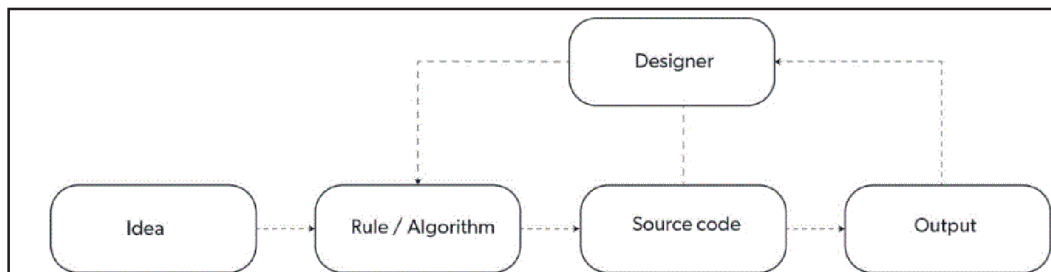 Designer
Idea
Rule / Algorithm
Source code
Output